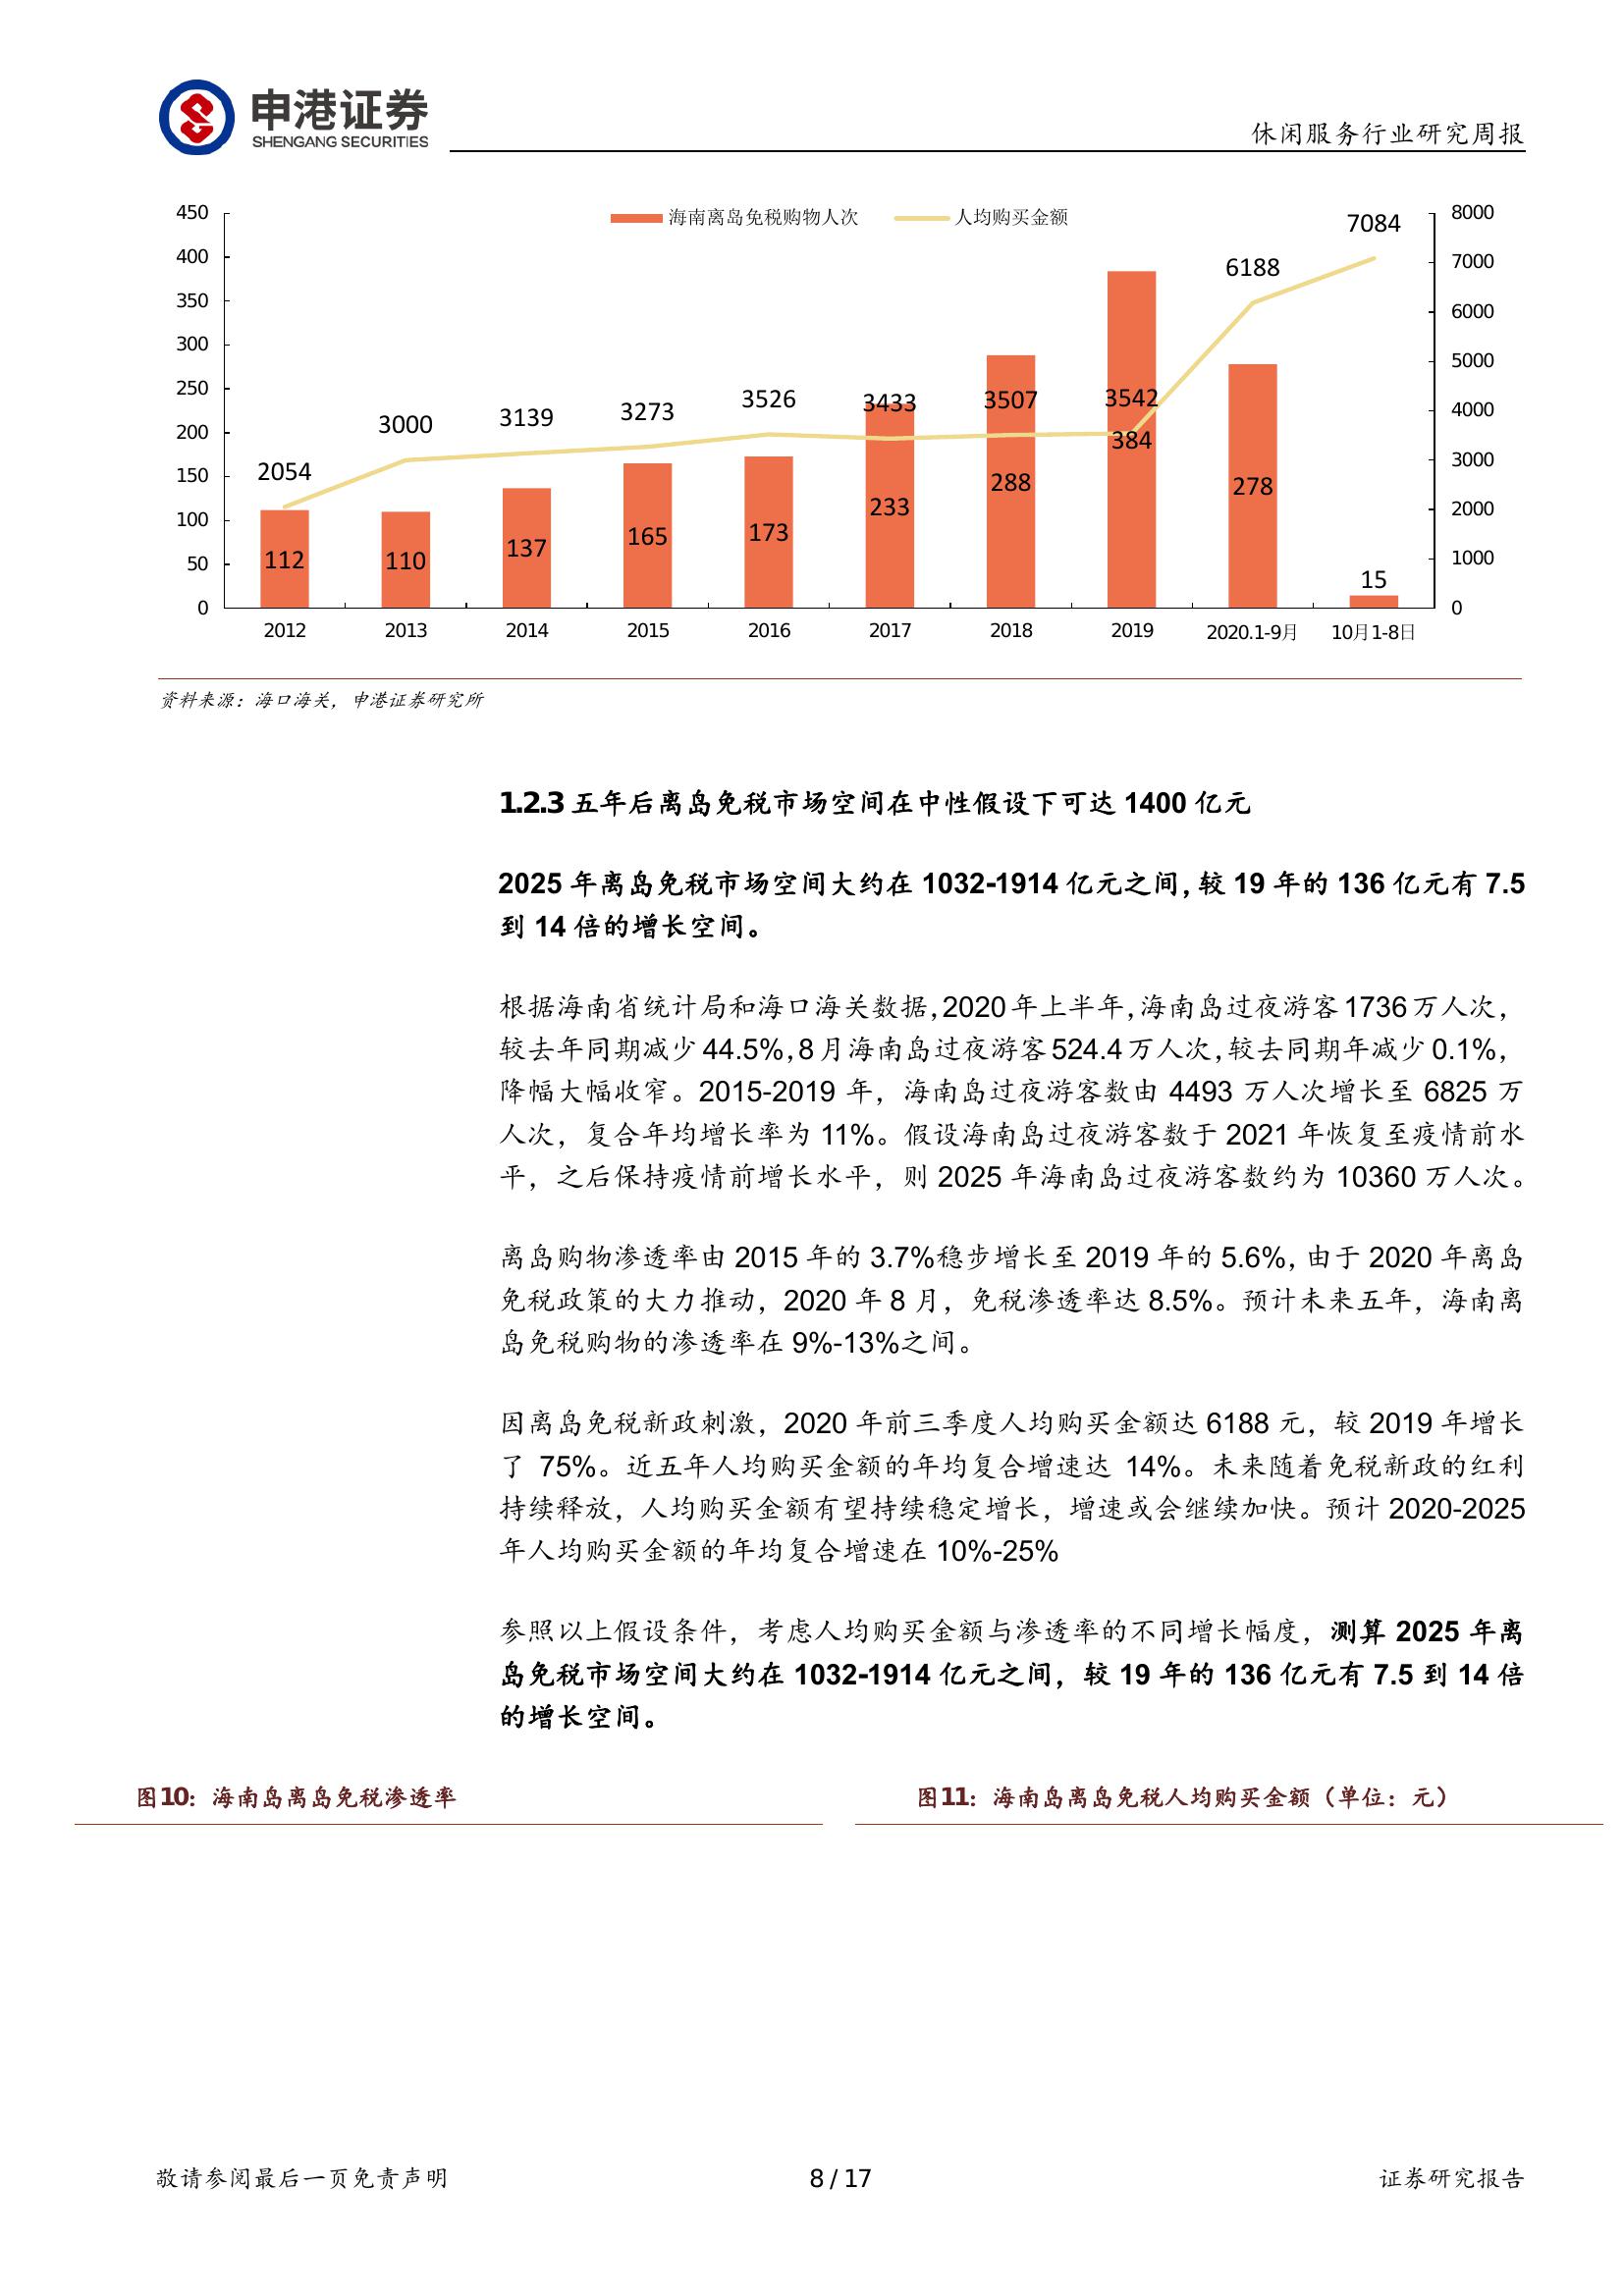 申港证券
SHENGANG SECURITIES
休闲服务行业研究周报
海南离岛免税购物人次 人均购买金额
450
400
350
300
250
200
150
100
50
0
8000
7000
6000
5000
4000
3000
2000
1000
0
2054 3000 3139 3273 3526 3433 3507 3542 6188 7084
112 110 137 165 173 233 288 384 278 15
2012 2013 2014 2015 2016 2017 2018 2019 2020.1-9月 10月1-8日
资料来源：海口海关，申港证券研究所
1.2.3 五年后离岛免税市场空间在中性假设下可达 1400 亿元
2025 年离岛免税市场空间大约在 1032-1914 亿元之间，较 19 年的 136 亿元有 7.5
到 14 倍的增长空间。
根据海南省统计局和海口海关数据，2020 年上半年，海南岛过夜游客 1736 万人次，
较去年同期减少 44.5%，8 月海南岛过夜游客 524.4 万人次，较去同期年减少 0.1%，
降幅大幅收窄。2015-2019 年，海南岛过夜游客数由 4493 万人次增长至 6825 万
人次，复合年均增长率为 11%。假设海南岛过夜游客数于 2021 年恢复至疫情前水
平，之后保持疫情前增长水平，则 2025 年海南岛过夜游客数约为 10360 万人次。
离岛购物渗透率由 2015 年的 3.7%稳步增长至 2019 年的 5.6%，由于 2020 年离岛
免税政策的大力推动，2020 年 8 月，免税渗透率达 8.5%。预计未来五年，海南离
岛免税购物的渗透率在 9%-13%之间。
因离岛免税新政刺激，2020 年前三季度人均购买金额达 6188 元，较 2019 年增长
了 75%。近五年人均购买金额的年均复合增速达 14%。未来随着免税新政的红利
持续释放，人均购买金额有望持续稳定增长，增速或会继续加快。预计 2020-2025
年人均购买金额的年均复合增速在 10%-25%
参照以上假设条件，考虑人均购买金额与渗透率的不同增长幅度，测算 2025 年离
岛免税市场空间大约在 1032-1914 亿元之间，较 19 年的 136 亿元有 7.5 到 14 倍
的增长空间。
图10：海南岛离岛免税渗透率
图11：海南岛离岛免税人均购买金额（单位：元）
敬请参阅最后一页免责声明
8 / 17
证券研究报告